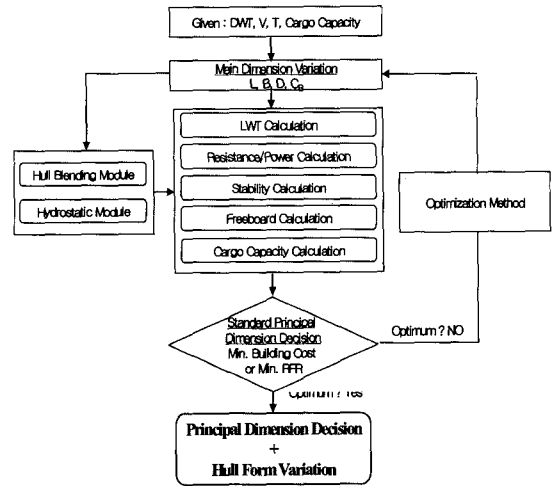 Given : DWT, V, T, Cargo Capacity
Main Dimension Variation
L, B, D, CB
LWT Calculation
Resistance/Power Calculation
Stability Calculation
Freeboard Calculation
Cargo Capacity Calculation
Hull Blending Module
Hydrostatic Module
Optimization Method
Standard Principal
Dimension Decision
Min. Building Cost
or Min. RFR
Optimum ? NO
Optimum ? Yes
Principal Dimension Decision
+
Hull Form Variation